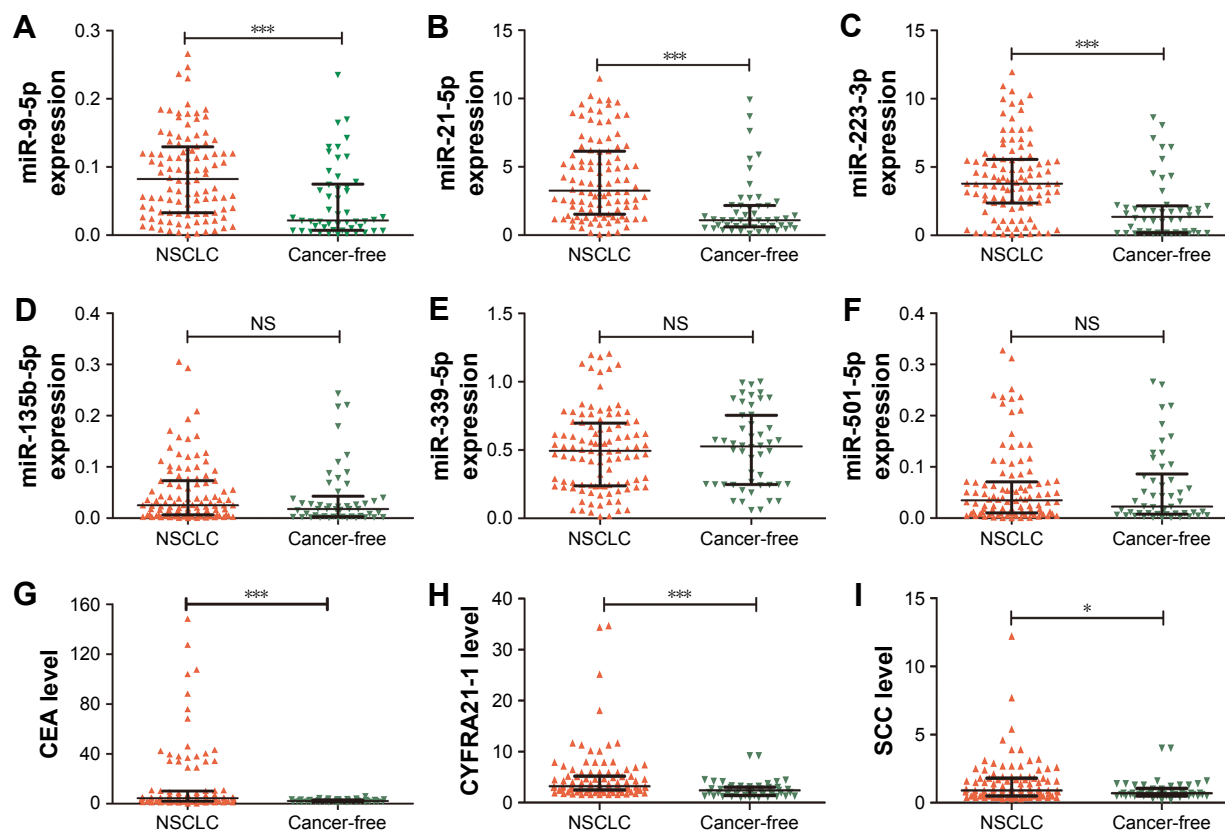 A
miR-9-5p
expression
0.3
0.2
0.1
0.0
***
NSCLC
Cancer-free
B
miR-21-5p
expression
15
10
5
0
***
NSCLC
Cancer-free
C
miR-223-3p
expression
15
10
5
0
***
NSCLC
Cancer-free
D
miR-135b-5p
expression
0.4
0.3
0.2
0.1
0.0
NS
NSCLC
Cancer-free
E
miR-339-5p
expression
1.5
1.0
0.5
0.0
NS
NSCLC
Cancer-free
F
miR-501-5p
expression
0.4
0.3
0.2
0.1
0.0
NS
NSCLC
Cancer-free
G
CEA level
160
120
80
40
0
***
NSCLC
Cancer-free
H
CYFRA21-1 level
40
30
20
10
0
***
NSCLC
Cancer-free
I
SCC level
15
10
5
0
*
NSCLC
Cancer-free